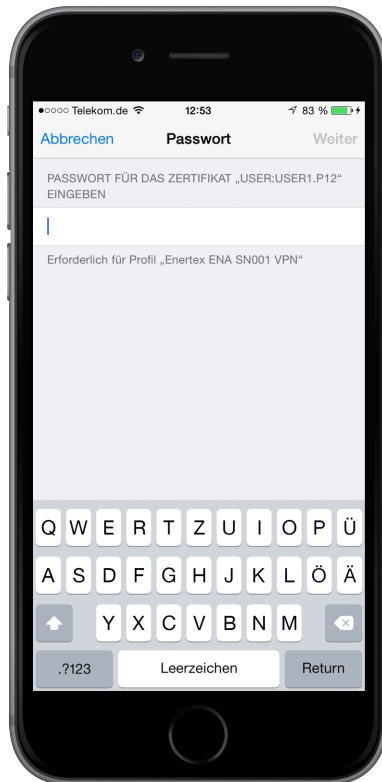 Telekom.de 12:53 83 %
Abbrechen Passwort Weiter
PASSWORT FÜR DAS ZERTIFIKAT „USER:USER1.P12“
EINGEBEN
Erforderlich für Profil „Enertex ENA SN001 VPN“
Q W E R T Z U I O P Ü
A S D F G H J K L Ö Ä
Y X C V B N M
.?123 Leerzeichen Return